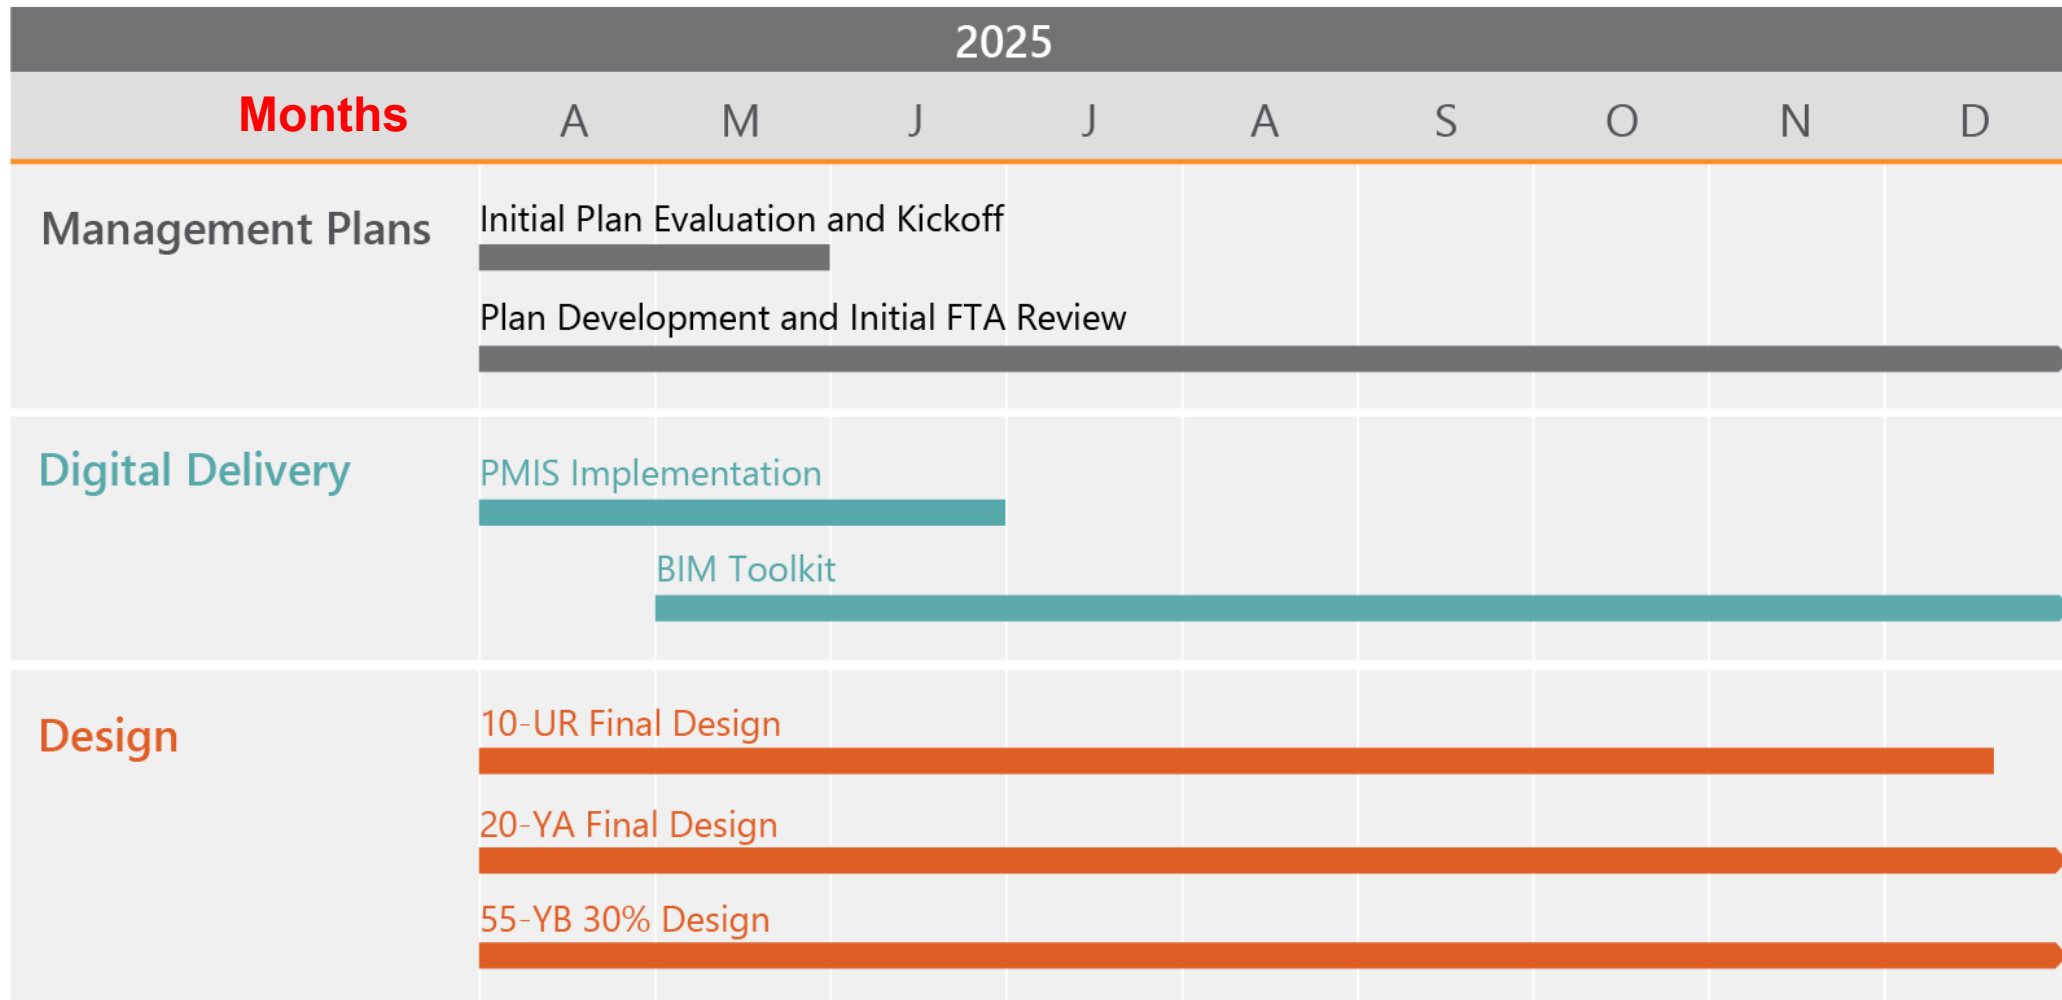 2025
Months A M J J A S O N D
Management Plans
Initial Plan Evaluation and Kickoff
Plan Development and Initial FTA Review
Digital Delivery
PMIS Implementation
BIM Toolkit
Design
10-UR Final Design
20-YA Final Design
55-YB 30% Design